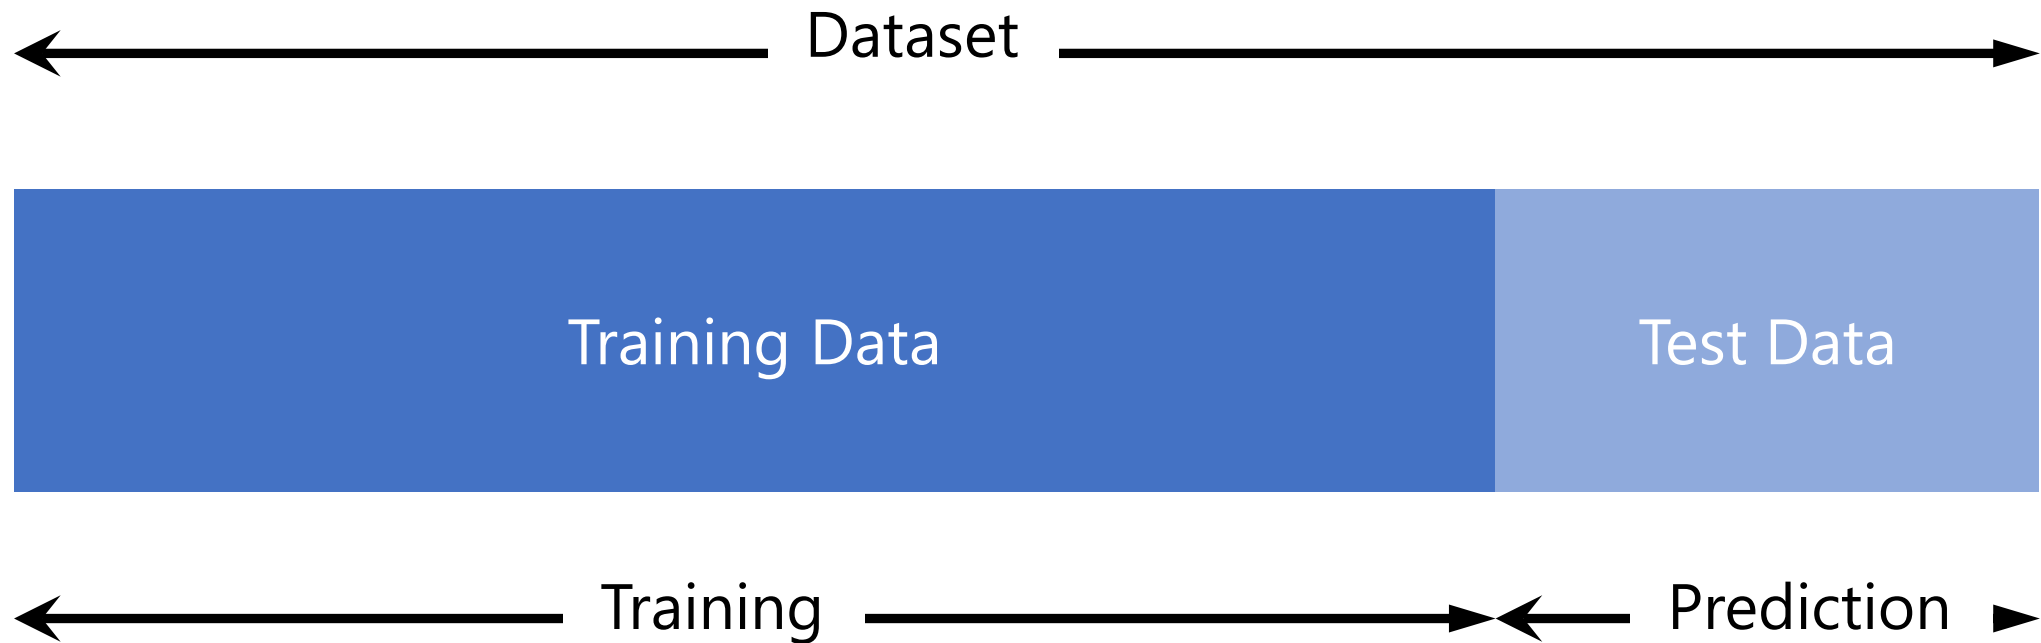 Dataset
Training Data
Test Data
Training
Prediction